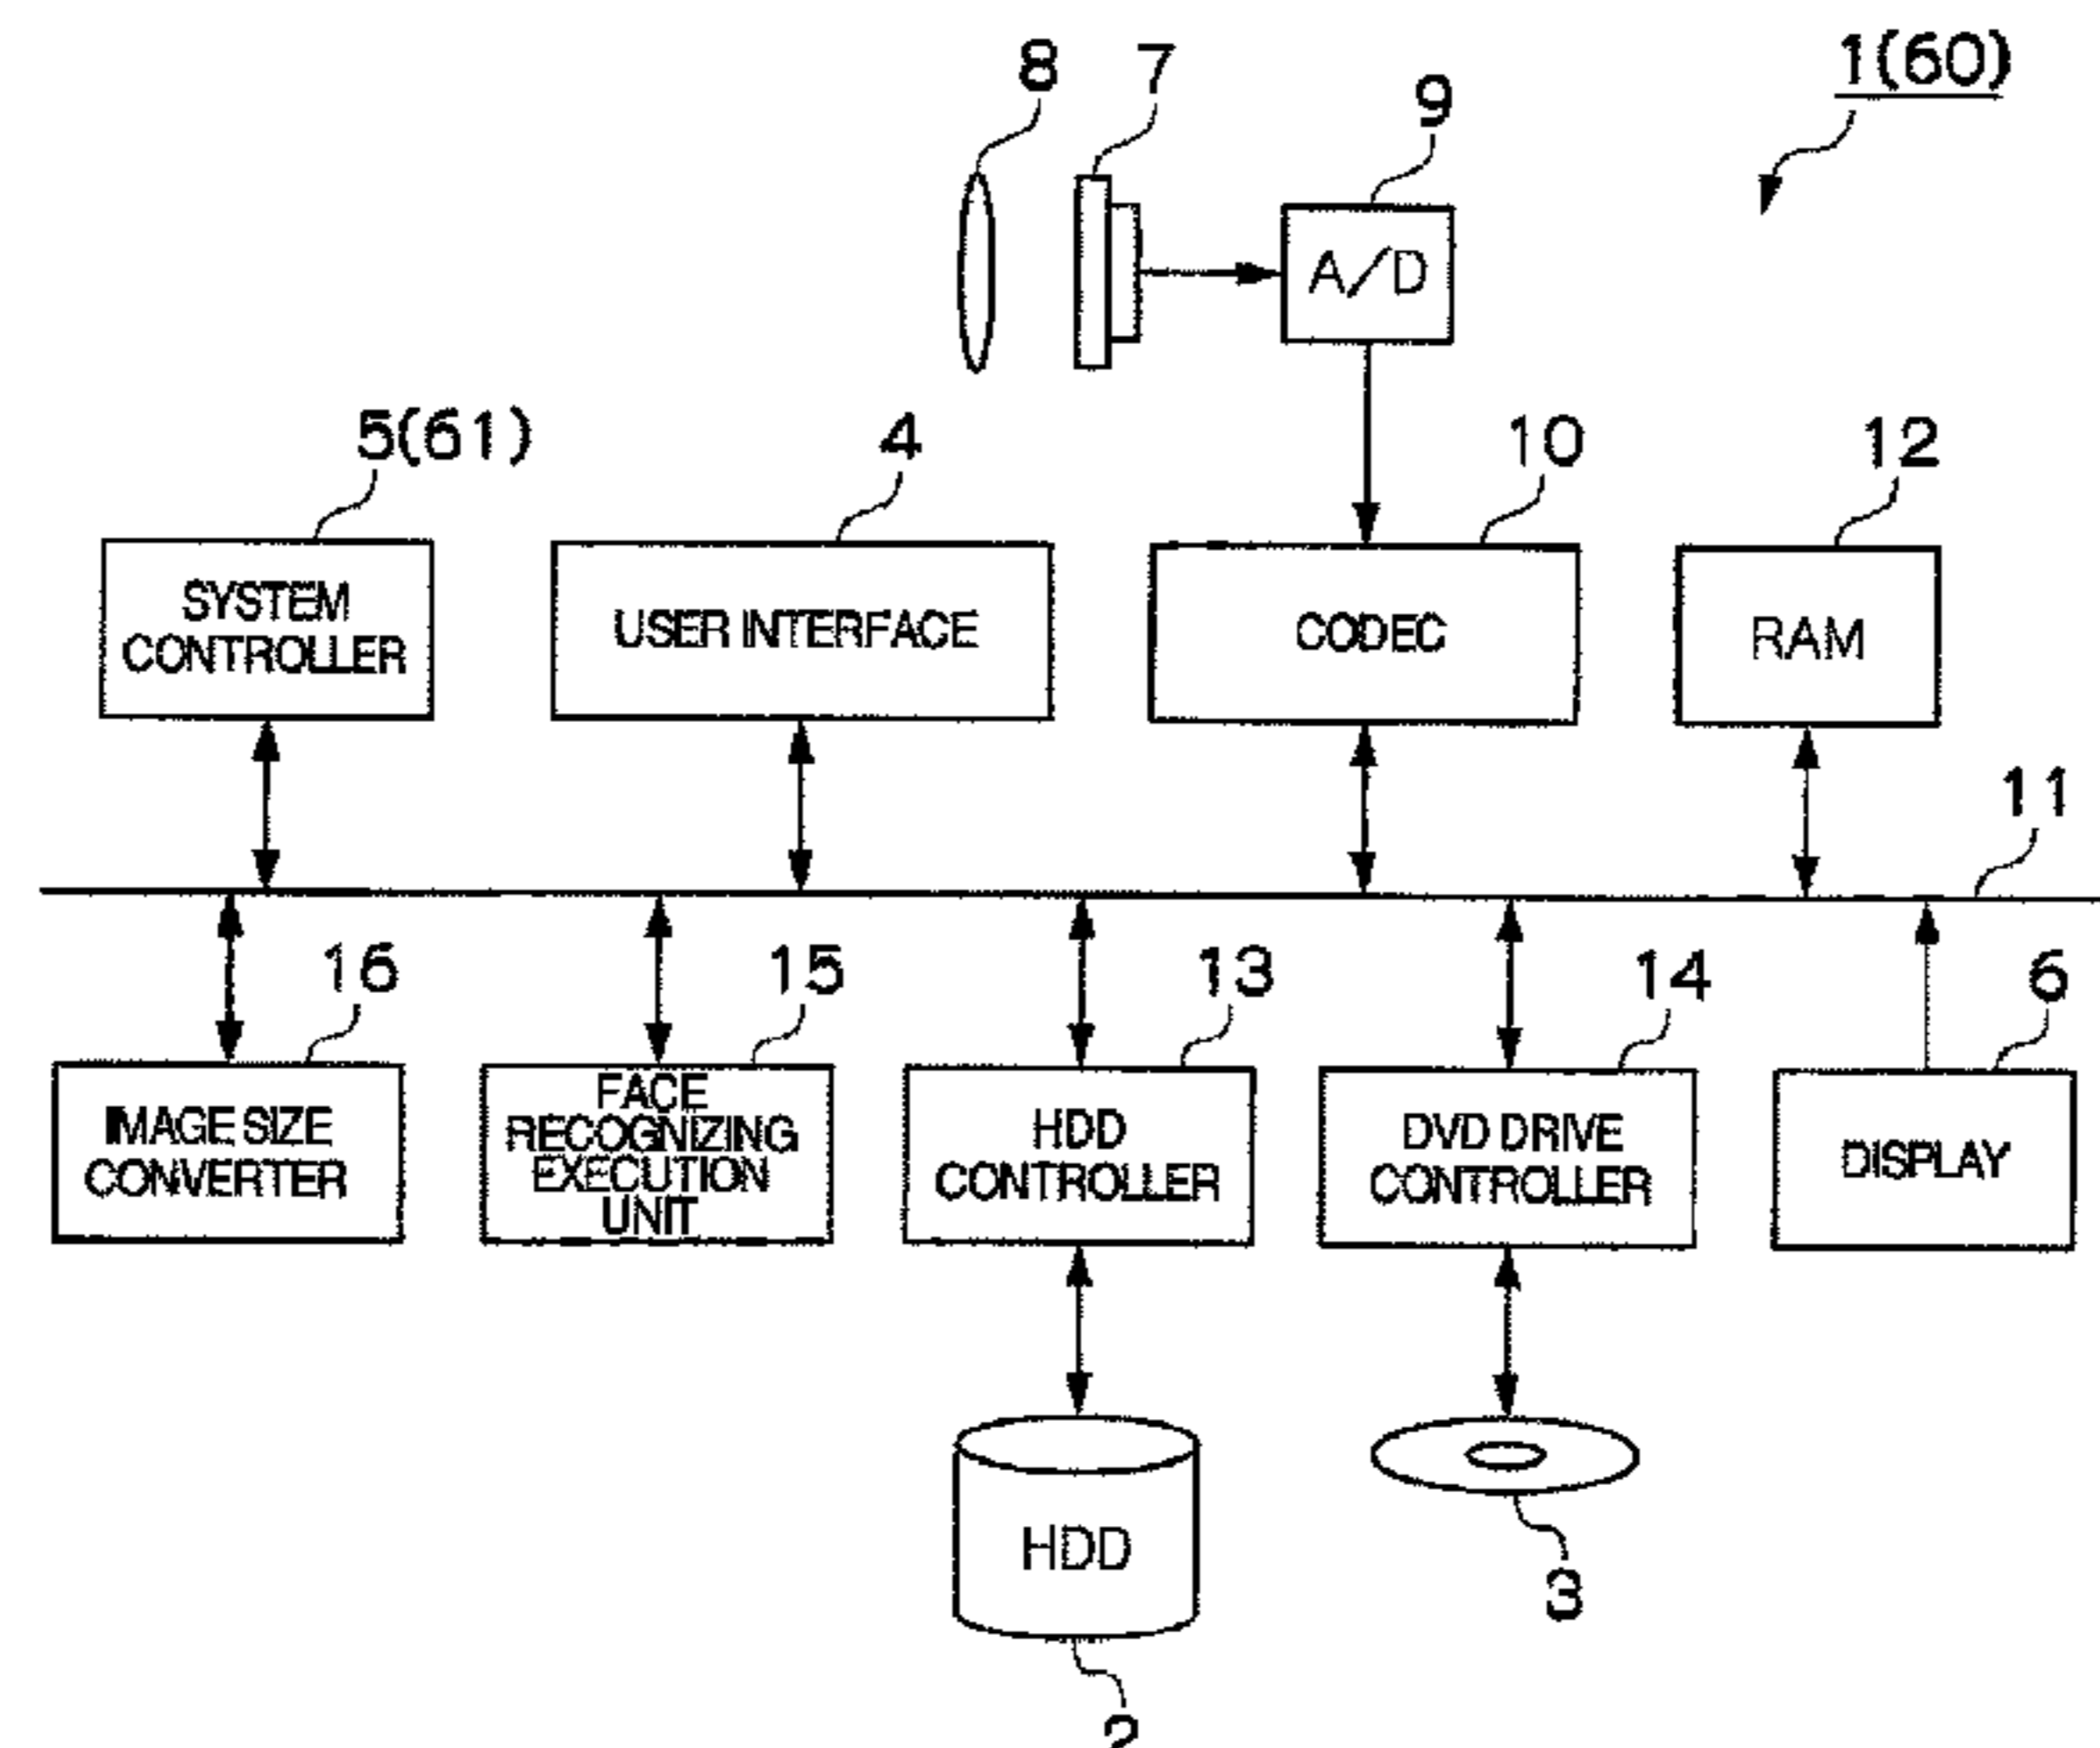 8
7
1(60)
9
A/D
5(61)
4
10
12
SYSTEM
CONTROLLER
USER INTERFACE
CODEC
RAM
11
16
15
13
14
6
IMAGE SIZE
CONVERTER
FACE
RECOGNIZING
EXECUTION
UNIT
HDD
CONTROLLER
DVD DRIVE
CONTROLLER
DISPLAY
HDD
3
2